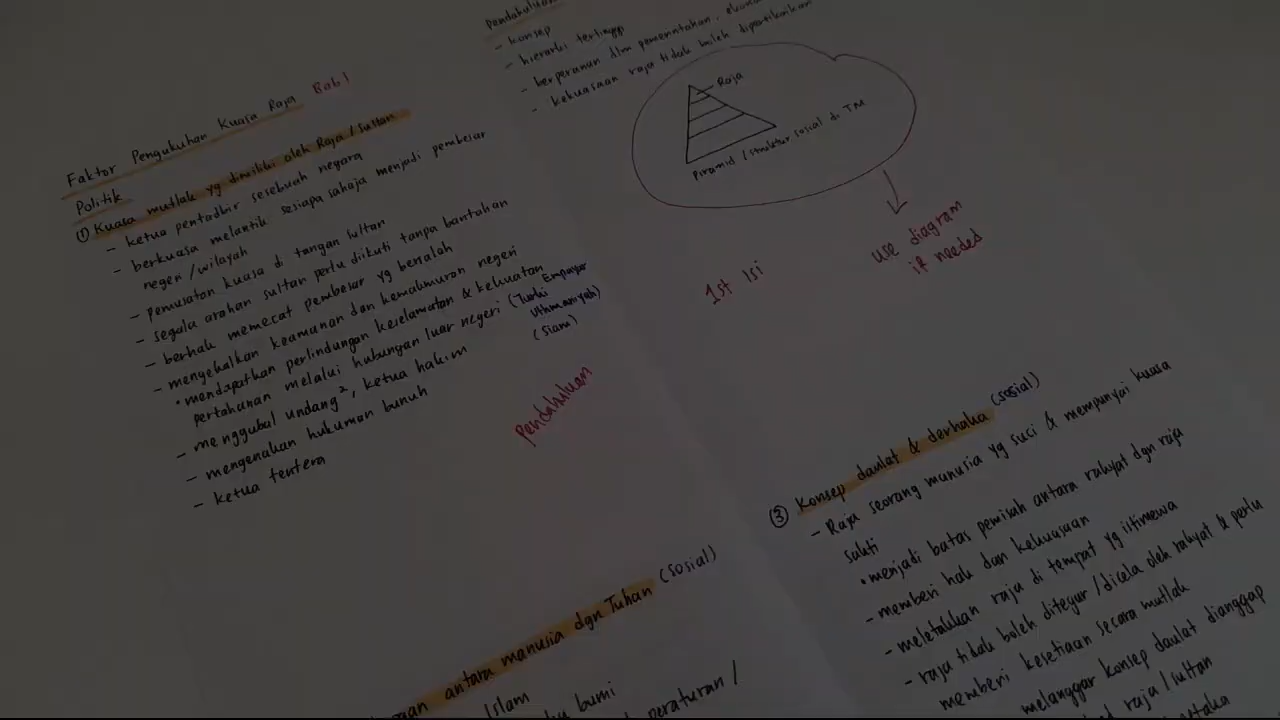 Faktor Pengukuhan Kuasa Raja Bab 1
Politik
① Kuasa mutlak yg dimiliki oleh Raja/Sultan
- ketua pentadbir sesebuah negara
- berkuasa melantik sesiapa sahaja menjadi pembesar
negeri/wilayah
- pemusatan kuasa di tangan sultan
- segala arahan sultan perlu diikuti tanpa bantahan
- berhak memecat pembesar yg bersalah
- mengekalkan keamanan dan kemakmuran negeri
• mendapatkan perlindungan keselamatan & kekuatan
pertahanan melalui hubungan luar negeri (Turki Empayar
Uthmaniyah)
(Siam)
- menggubal undang², ketua hakim
- mengenakan hukuman bunuh
- ketua tentera
Pendahuluan
Pendahuluan
- konsep
- hierarki tertinggi
- berperanan dlm pemerintahan,
- kekuasaan raja tidak boleh dipertikaikan
Raja
Piramid/struktur sosial di TM
use diagram
if needed
1st Isi
antara manusia dgn Tuhan (sosial)
Islam
bumi
peraturan/
③ Konsep daulat & derhaka (sosial)
- Raja seorang manusia yg suci & mempunyai kuasa
sakti
• menjadi batas pemisah antara rakyat dgn raja
- memberi hak dan kekuasaan
- meletakkan raja di tempat yg istimewa
- raja tidak boleh ditegur/dicela oleh rakyat & perlu
memberi kesetiaan secara mutlak
melanggar konsep daulat dianggap
raja/sultan